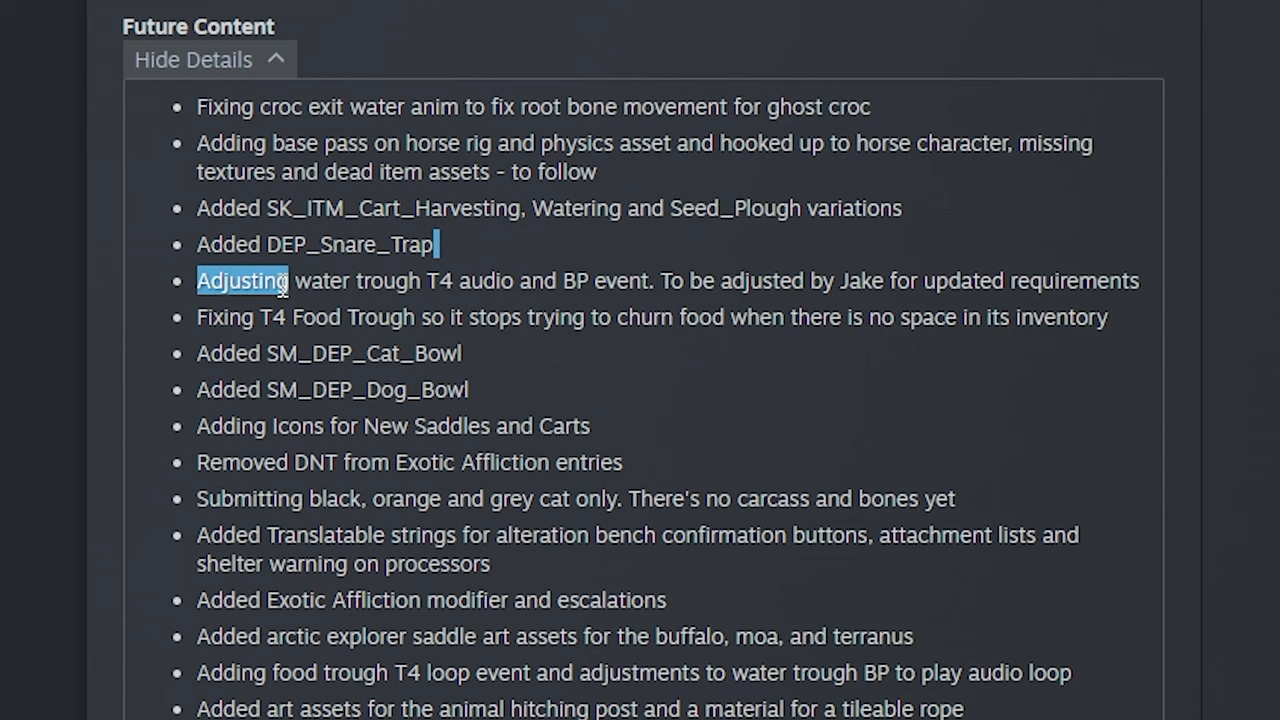 Future Content
Hide Details
• Fixing croc exit water anim to fix root bone movement for ghost croc
• Adding base pass on horse rig and physics asset and hooked up to horse character, missing
textures and dead item assets - to follow
• Added SK_ITM_Cart_Harvesting, Watering and Seed_Plough variations
• Added DEP_Snare_Trap
• Adjusting water trough T4 audio and BP event. To be adjusted by Jake for updated requirements
• Fixing T4 Food Trough so it stops trying to churn food when there is no space in its inventory
• Added SM_DEP_Cat_Bowl
• Added SM_DEP_Dog_Bowl
• Adding Icons for New Saddles and Carts
• Removed DNT from Exotic Affliction entries
• Submitting black, orange and grey cat only. There's no carcass and bones yet
• Added Translatable strings for alteration bench confirmation buttons, attachment lists and
shelter warning on processors
• Added Exotic Affliction modifier and escalations
• Added arctic explorer saddle art assets for the buffalo, moa, and terranus
• Adding food trough T4 loop event and adjustments to water trough BP to play audio loop
• Added art assets for the animal hitching post and a material for a tileable rope